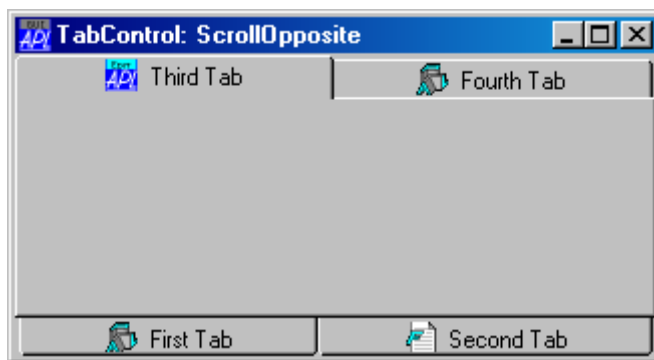 TabControl: ScrollOpposite
Third Tab
Fourth Tab
First Tab
Second Tab